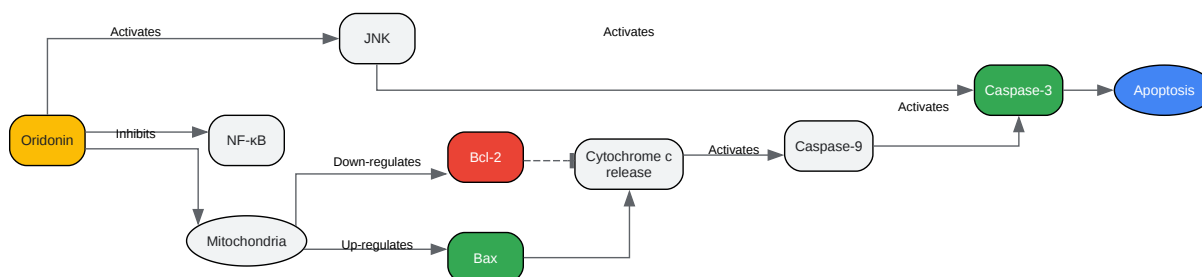 Activates
Activates
JNK
Caspase-3
Apoptosis
Activates
Oridonin
Inhibits
NF-κB
Bcl-2
Down-regulates
Cytochrome c
release
Activates
Caspase-9
Mitochondria
Up-regulates
Bax